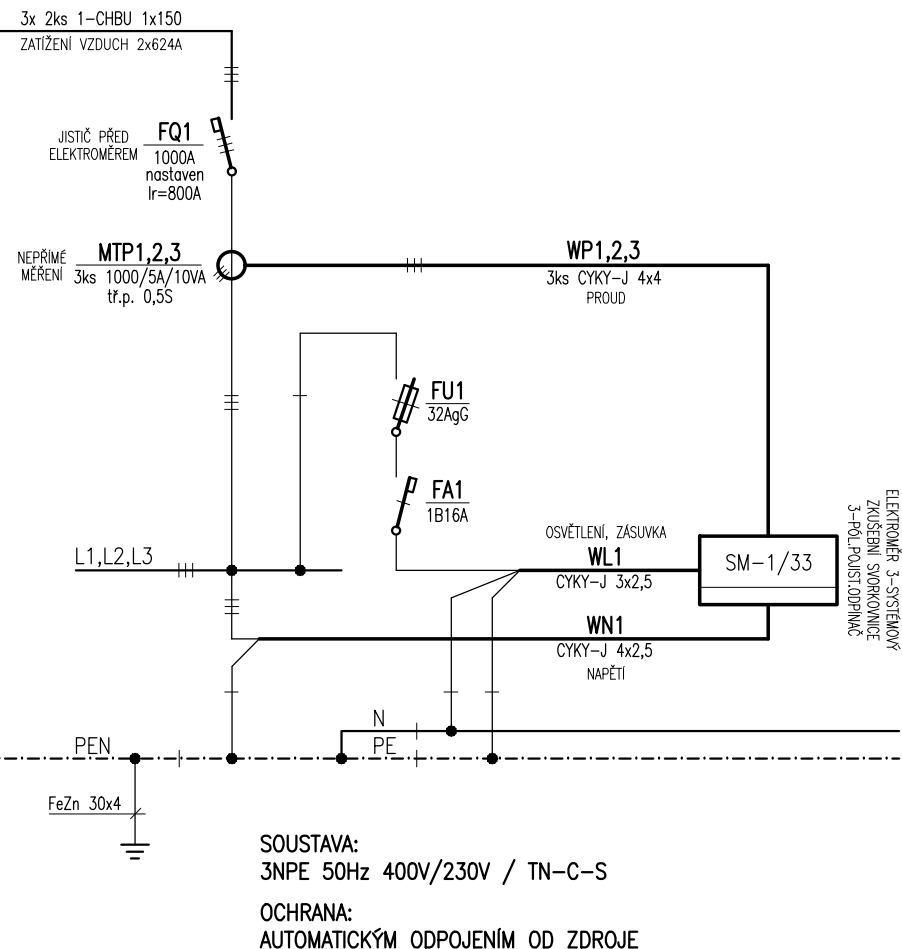 3x 2ks 1-CHBU 1x150
ZATÍŽENÍ VZDUCH 2x624A
JISTIČ PŘED
ELEKTROMĚREM
FQ1
1000A
nastaven
Ir=800A
NEPŘÍMÉ
MĚŘENÍ
MTP1,2,3
3ks 1000/5A/10VA
tř.p. 0,5S
WP1,2,3
3ks CYKY-J 4x4
PROUD
FU1
32AgG
FA1
1B16A
L1,L2,L3
OSVĚTLENÍ, ZÁSUVKA
WL1
CYKY-J 3x2,5
SM-1/33
ELEKTROMĚR 3-SYSTÉMOVÝ
ZKUŠEBNÍ SVORKOVNICE
3-PÓL.POJIST.ODPÍNAČ
WN1
CYKY-J 4x2,5
NAPĚTÍ
N
PEN
PE
FeZn 30x4
SOUSTAVA:
3NPE 50Hz 400V/230V / TN-C-S
OCHRANA:
AUTOMATICKÝM ODPOJENÍM OD ZDROJE